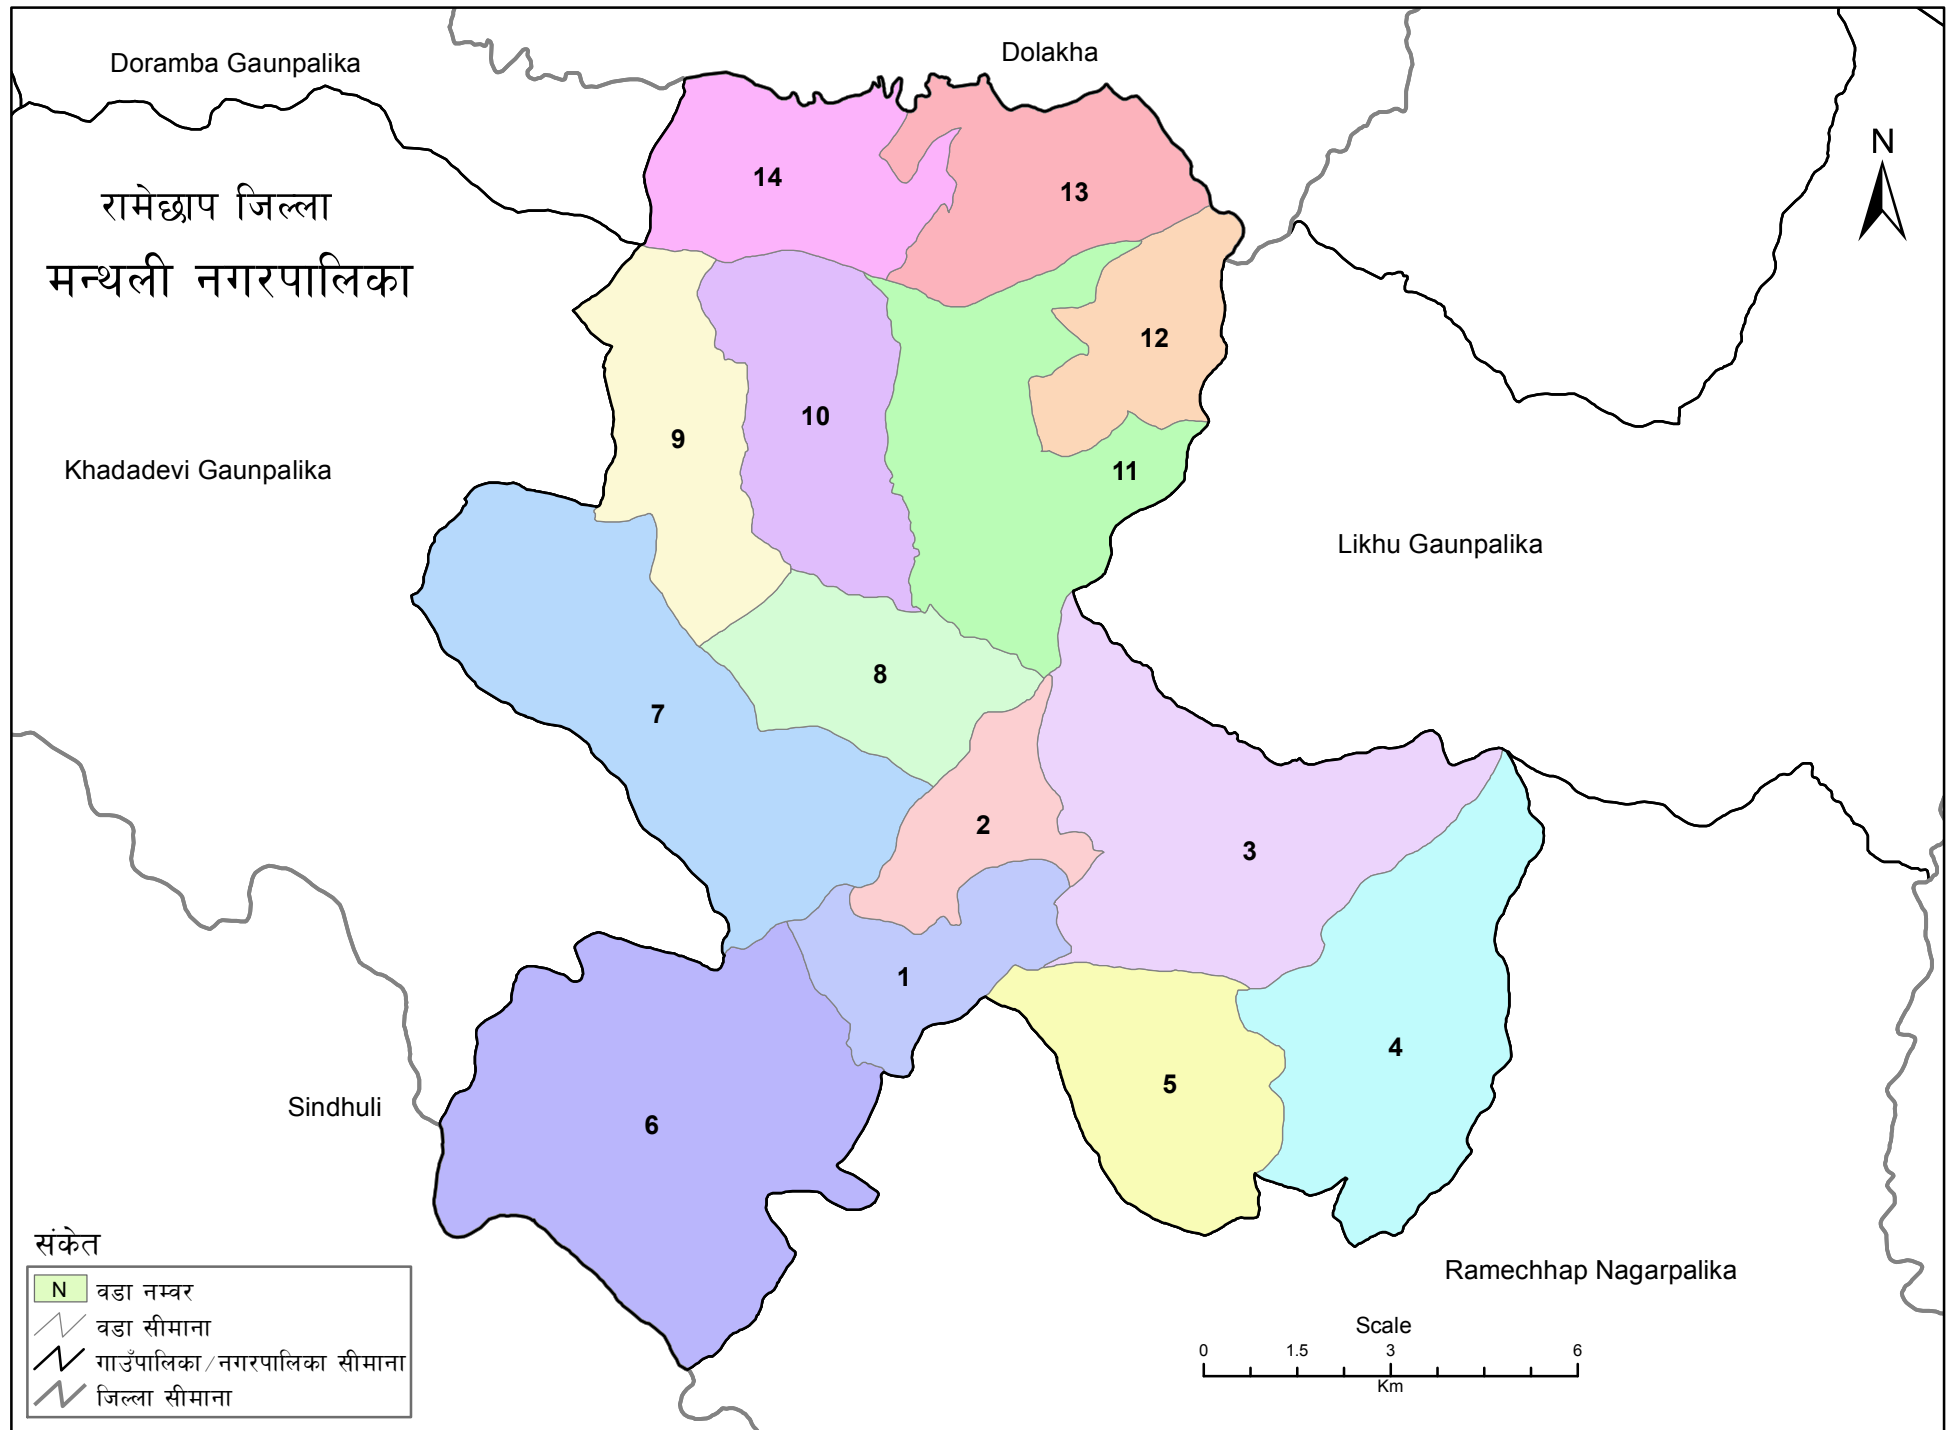 Doramba Gaunpalika
Dolakha
N
रामेछाप जिल्ला
मन्थली नगरपालिका
14
13
12
10
9
11
Khadadevi Gaunpalika
Likhu Gaunpalika
8
7
2
3
1
4
5
Sindhuli
6
संकेत
N वडा नम्वर
वडा सीमाना
गाउँपालिका/नगरपालिका सीमाना
जिल्ला सीमाना
Ramechhap Nagarpalika
Scale
0 1.5 3 6
Km